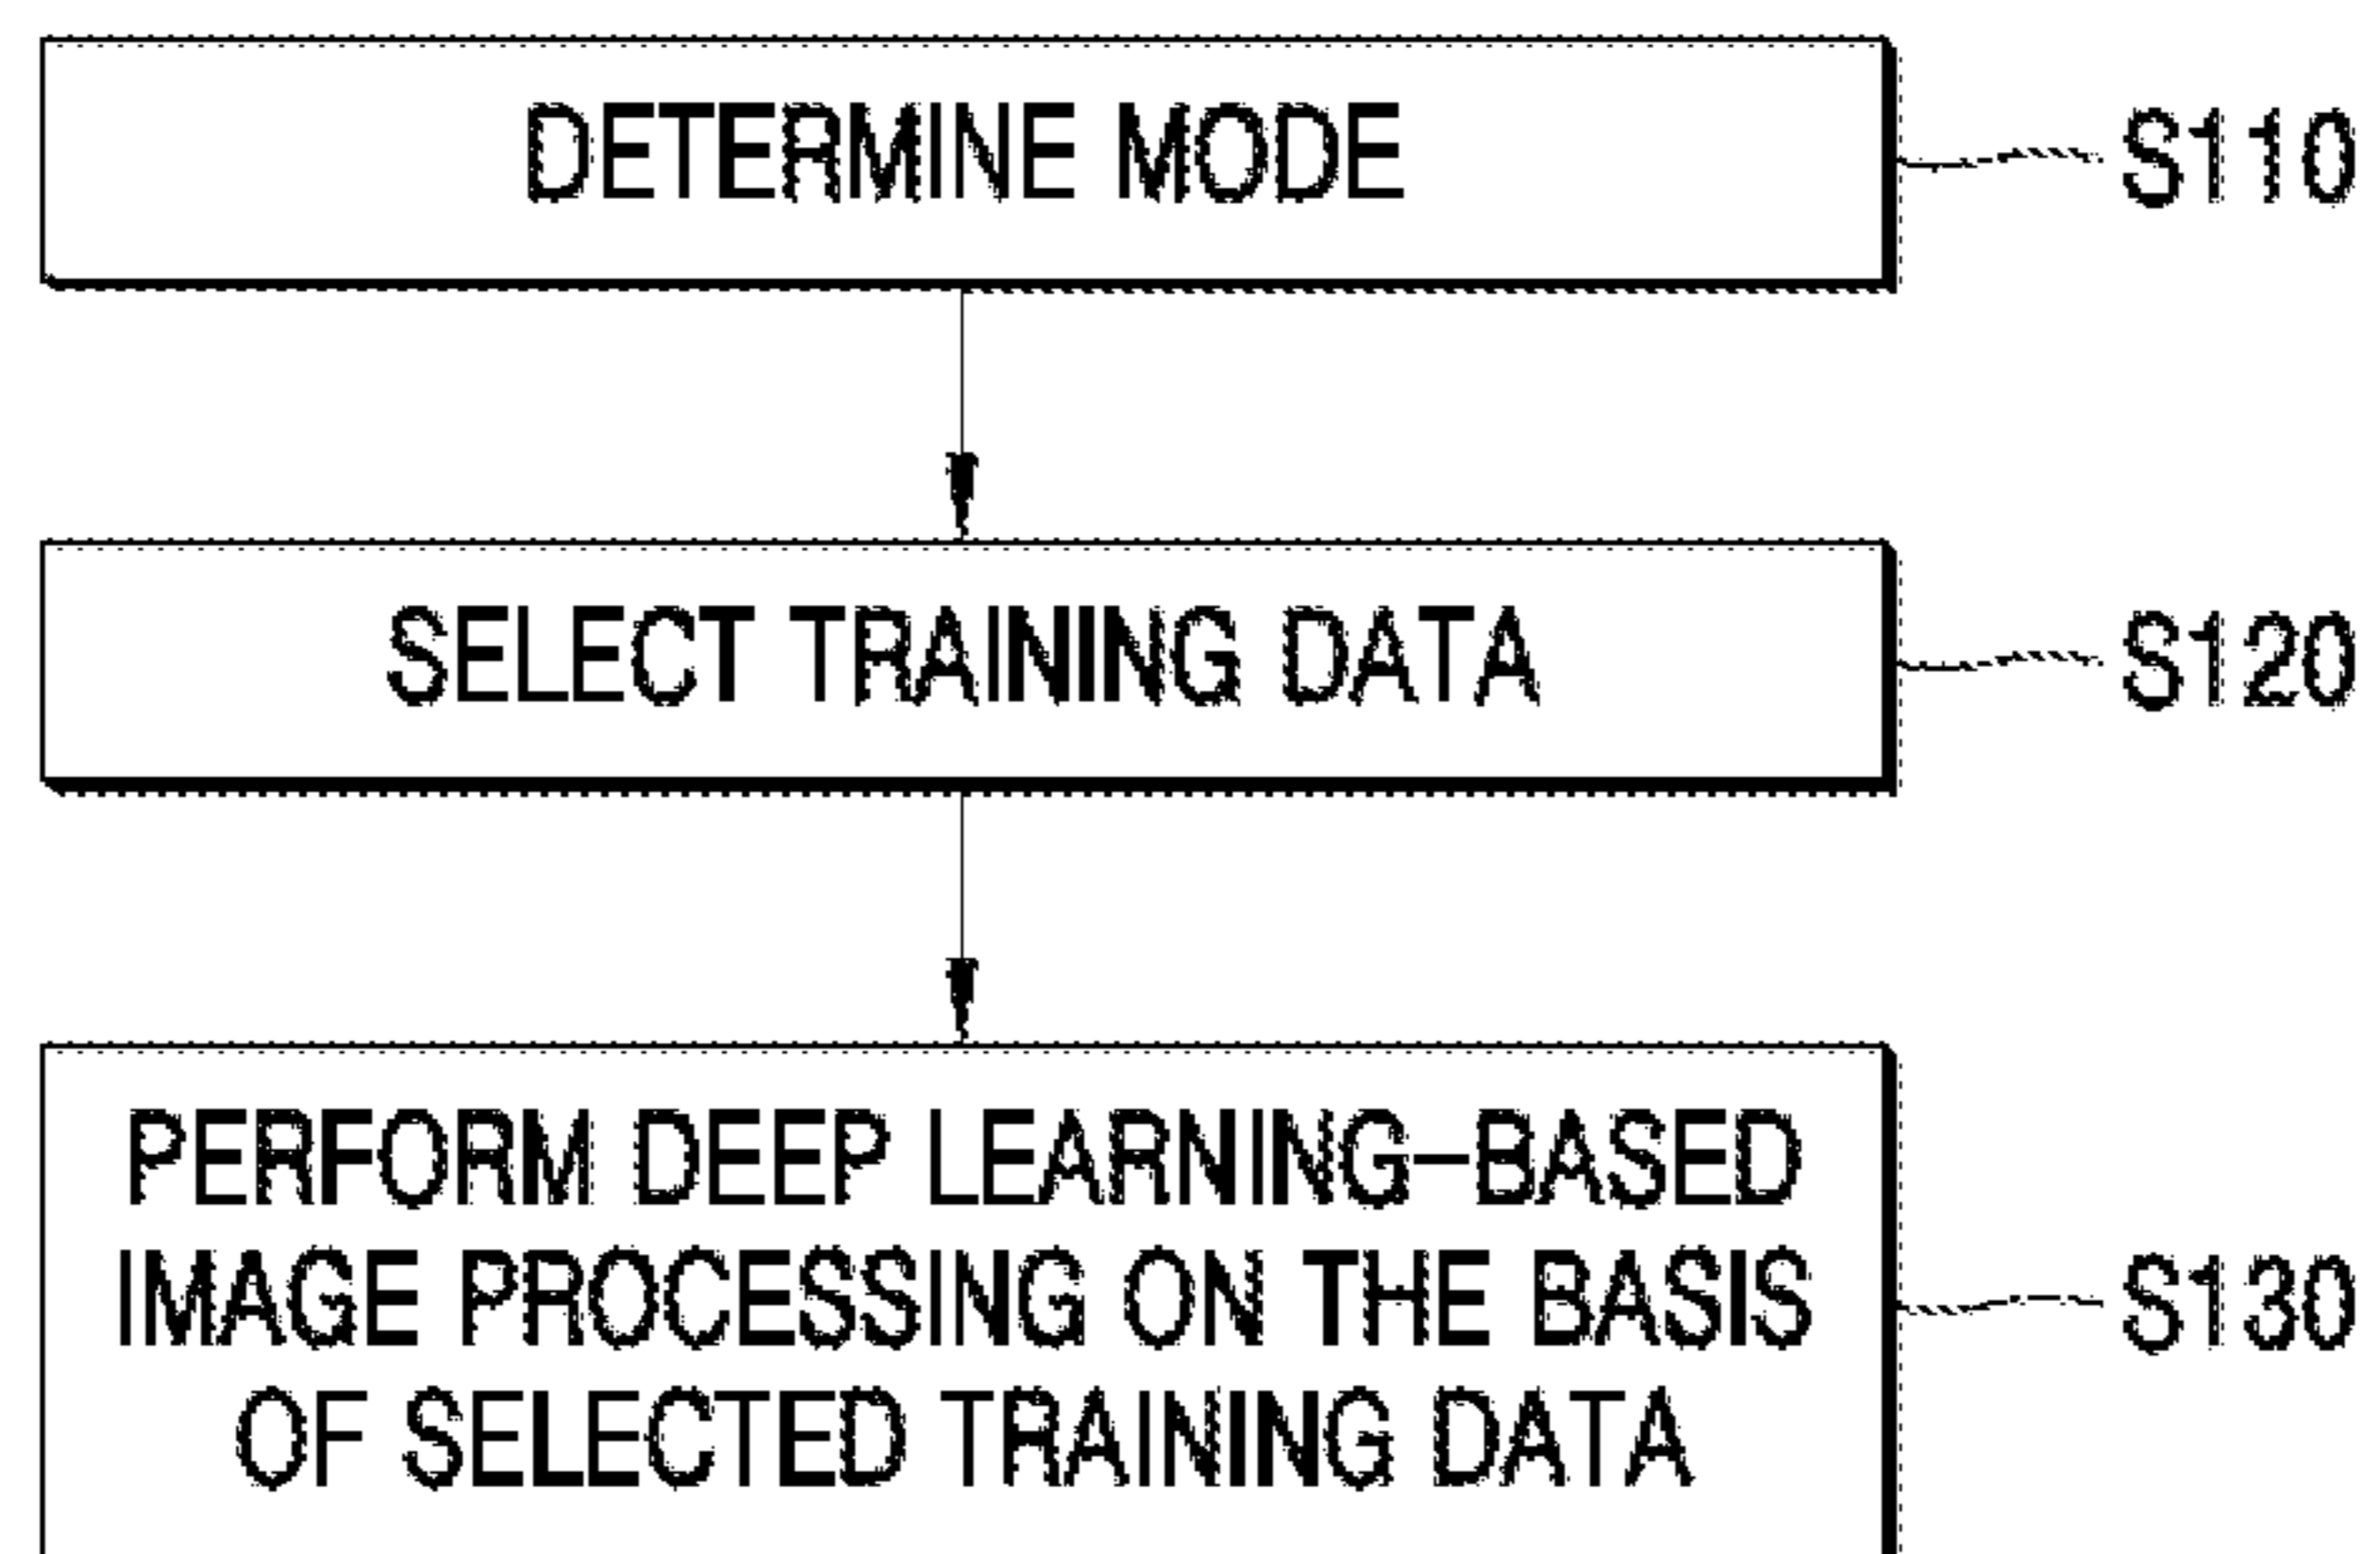 DETERMINE MODE
S110
SELECT TRAINING DATA
S120
PERFORM DEEP LEARNING-BASED
IMAGE PROCESSING ON THE BASIS
OF SELECTED TRAINING DATA
S130